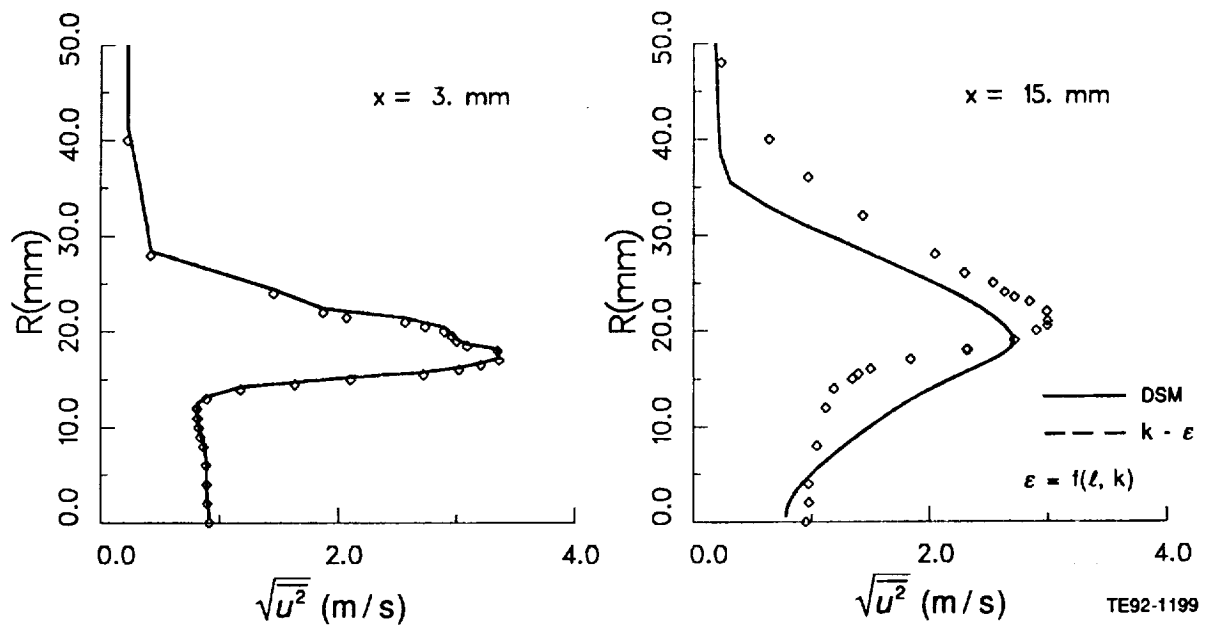 50.0
40.0
30.0
20.0
10.0
0.0
R(mm)
x = 3. mm
0.0 2.0 4.0
√u² (m/s)
50.0
40.0
30.0
20.0
10.0
0.0
R(mm)
x = 15. mm
DSM
k - ε
ε = f(ℓ, k)
0.0 2.0 4.0
√u² (m/s)
TE92-1199